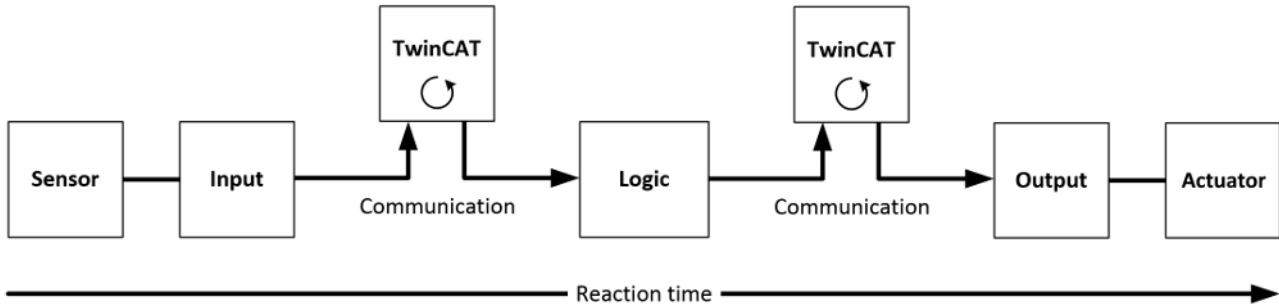 TwinCAT
TwinCAT
Sensor
Input
Logic
Output
Actuator
Communication
Communication
Reaction time